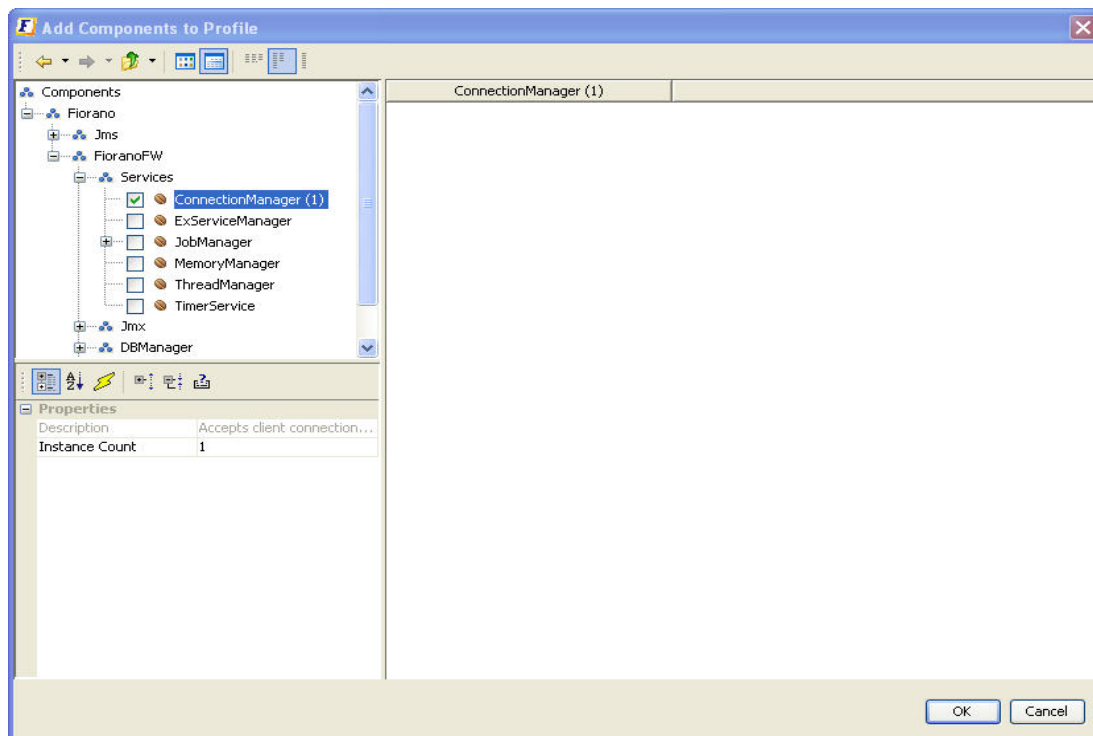 Add Components to Profile
Components
Fiorano
Jms
FioranoFW
Services
ConnectionManager (1)
ExServiceManager
JobManager
MemoryManager
ThreadManager
TimerService
Jmx
DBManager
ConnectionManager (1)
Properties
Description Accepts client connection...
Instance Count 1
OK Cancel